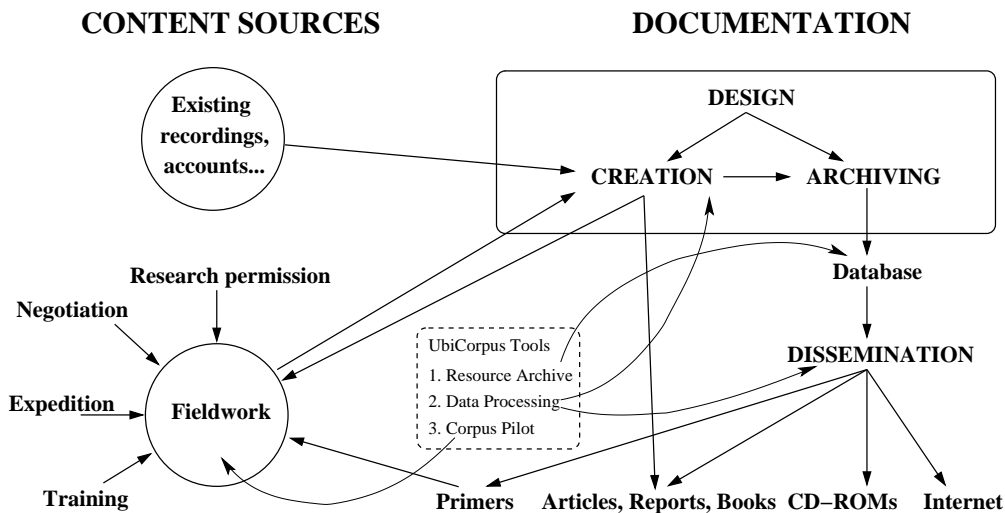 CONTENT SOURCES
DOCUMENTATION
Existing
recordings,
accounts...
DESIGN
CREATION
ARCHIVING
Research permission
Database
Negotiation
UbiCorpus Tools
DISSEMINATION
1. Resource Archive
Expedition
Fieldwork
2. Data Processing
3. Corpus Pilot
Training
Primers
Articles, Reports, Books
CD−ROMs
Internet